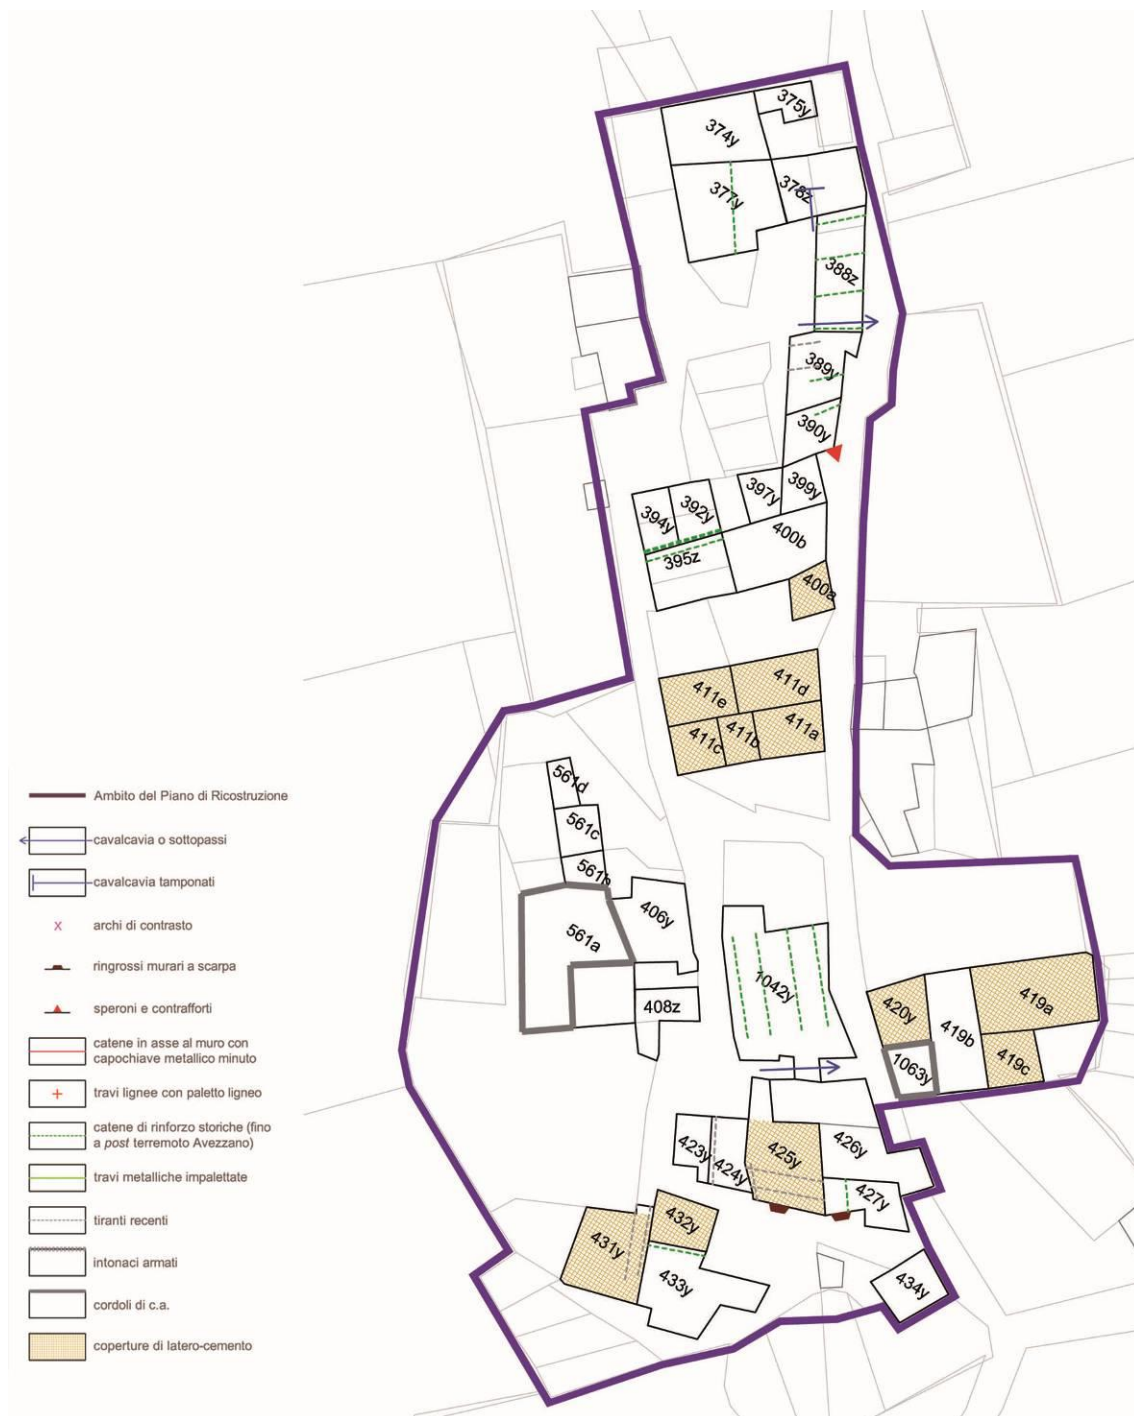 375y
374y
377y
378z
388z
389y
390y
399y
397y
392y
394y
400b
395z
400a
411d
411e
411a
411b
411c
561d
561c
561b
406y
561a
408z
1042y
419a
420y
419b
419c
1063y
426y
425y
423y
424y
427y
432y
431y
433y
434y
Ambito del Piano di Ricostruzione
cavalcavia o sottopassi
cavalcavia tamponati
x
archi di contrasto
ringrossi murari a scarpa
speroni e contrafforti
catene in asse al muro con
capochiave metallico minuto
+
travi lignee con paletto ligneo
catene di rinforzo storiche (fino
a post terremoto Avezzano)
travi metalliche impalettate
tiranti recenti
intonaci armati
cordoli di c.a.
coperture di latero-cemento